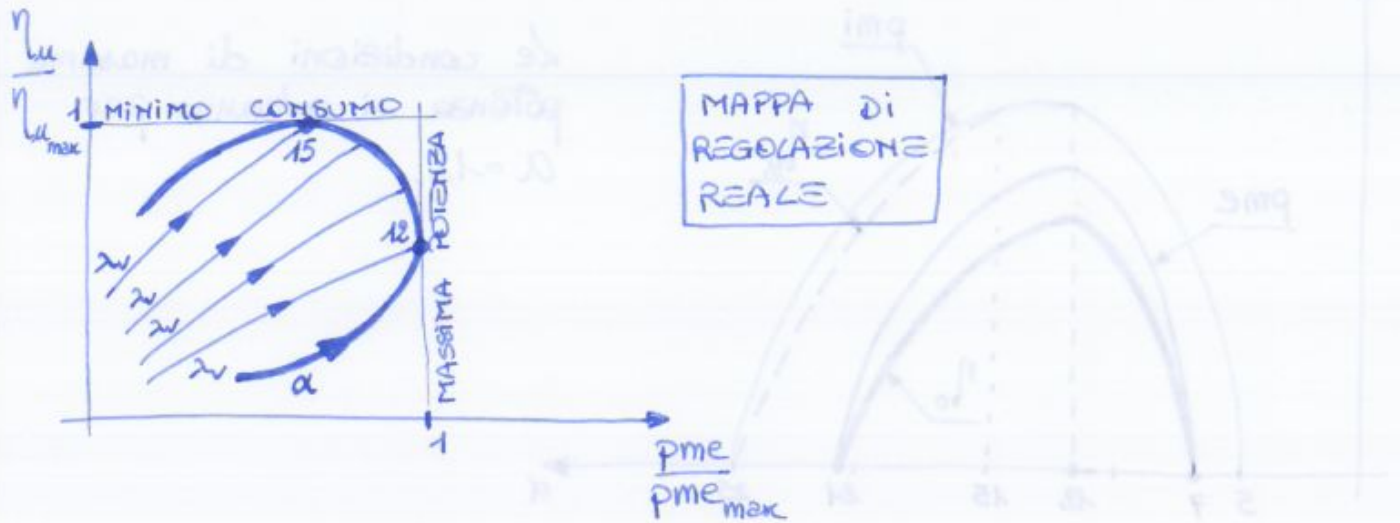 ηu
ηu max
1 MINIMO CONSUMO
15
12
MASSIMA POTENZA
λv
λv
λv
λv
α
1
pme
pme max
MAPPA DI
REGOLAZIONE
REALE